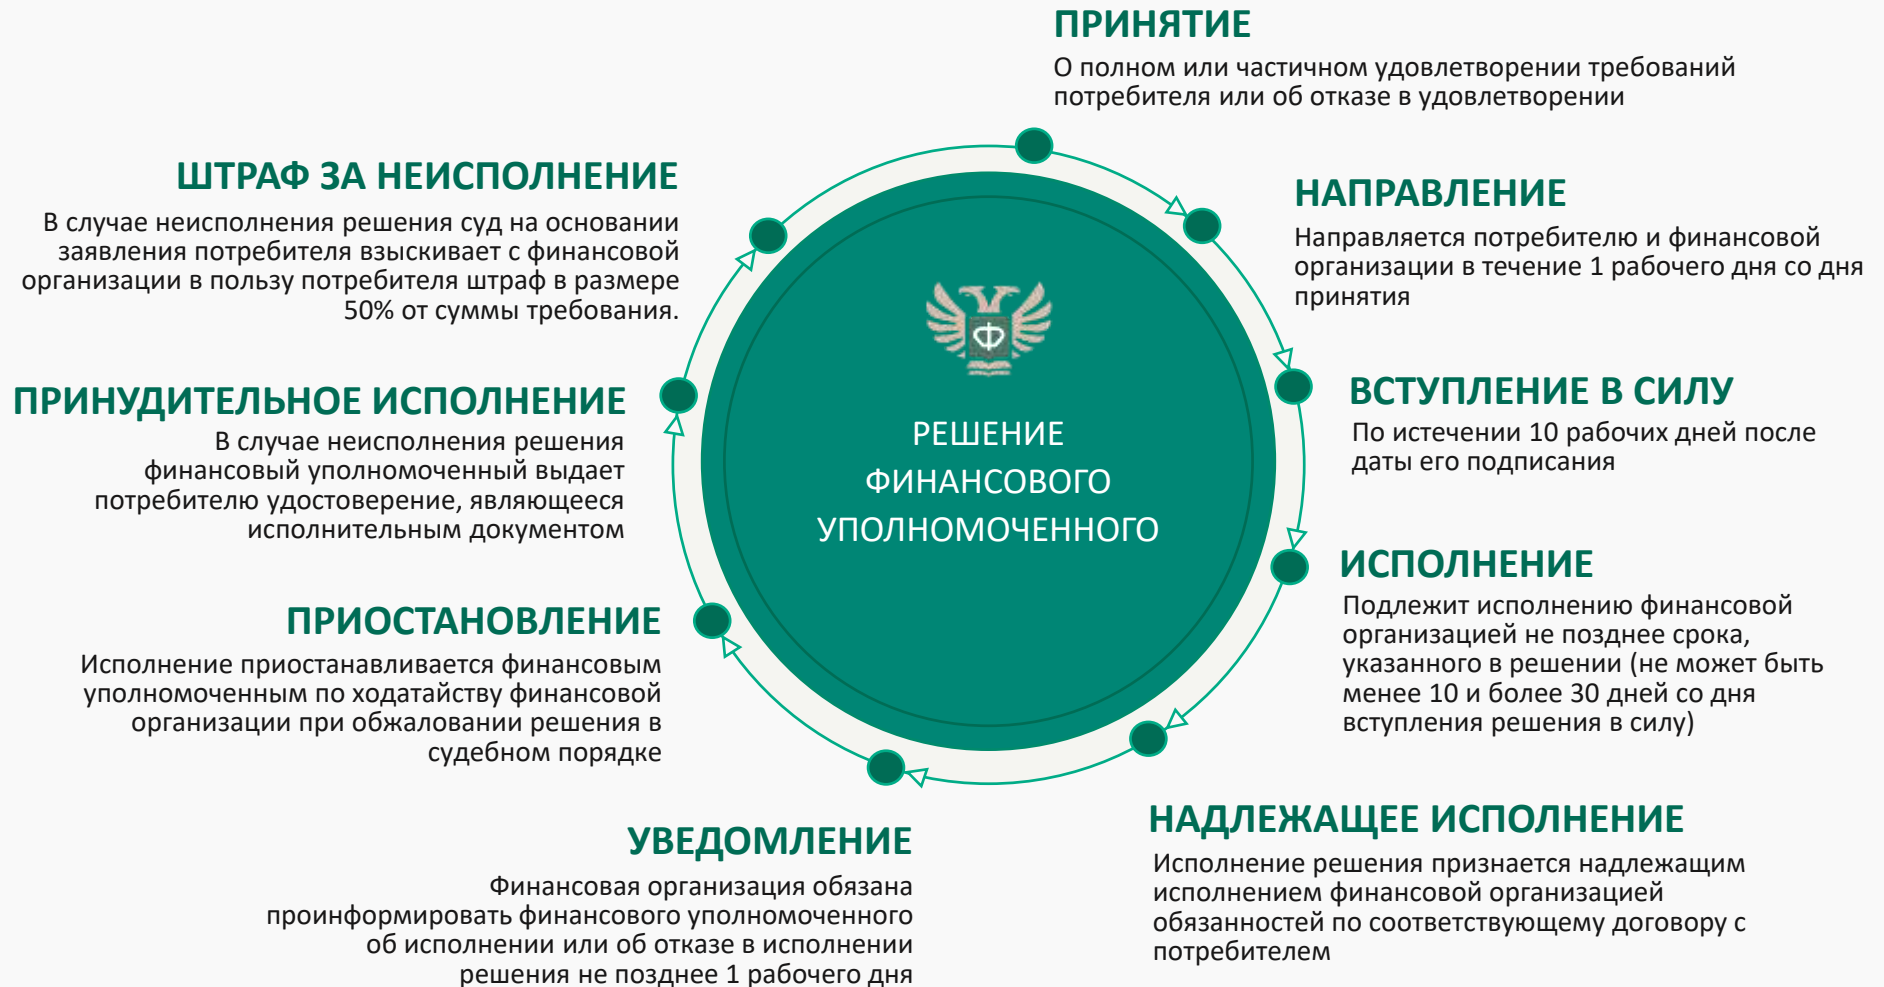 ПРИНЯТИЕ
О полном или частичном удовлетворении требований
потребителя или об отказе в удовлетворении
НАПРАВЛЕНИЕ
Направляется потребителю и финансовой
организации в течение 1 рабочего дня со дня
принятия
ВСТУПЛЕНИЕ В СИЛУ
По истечении 10 рабочих дней после
даты его подписания
ИСПОЛНЕНИЕ
Подлежит исполнению финансовой
организацией не позднее срока,
указанного в решении (не может быть
менее 10 и более 30 дней со дня
вступления решения в силу)
НАДЛЕЖАЩЕЕ ИСПОЛНЕНИЕ
Исполнение решения признается надлежащим
исполнением финансовой организацией
обязанностей по соответствующему договору с
потребителем
УВЕДОМЛЕНИЕ
Финансовая организация обязана
проинформировать финансового уполномоченного
об исполнении или об отказе в исполнении
решения не позднее 1 рабочего дня
ПРИОСТАНОВЛЕНИЕ
Исполнение приостанавливается финансовым
уполномоченным по ходатайству финансовой
организации при обжаловании решения в
судебном порядке
ПРИНУДИТЕЛЬНОЕ ИСПОЛНЕНИЕ
В случае неисполнения решения
финансовый уполномоченный выдает
потребителю удостоверение, являющееся
исполнительным документом
ШТРАФ ЗА НЕИСПОЛНЕНИЕ
В случае неисполнения решения суд на основании
заявления потребителя взыскивает с финансовой
организации в пользу потребителя штраф в размере
50% от суммы требования.
Ф
РЕШЕНИЕ
ФИНАНСОВОГО
УПОЛНОМОЧЕННОГО